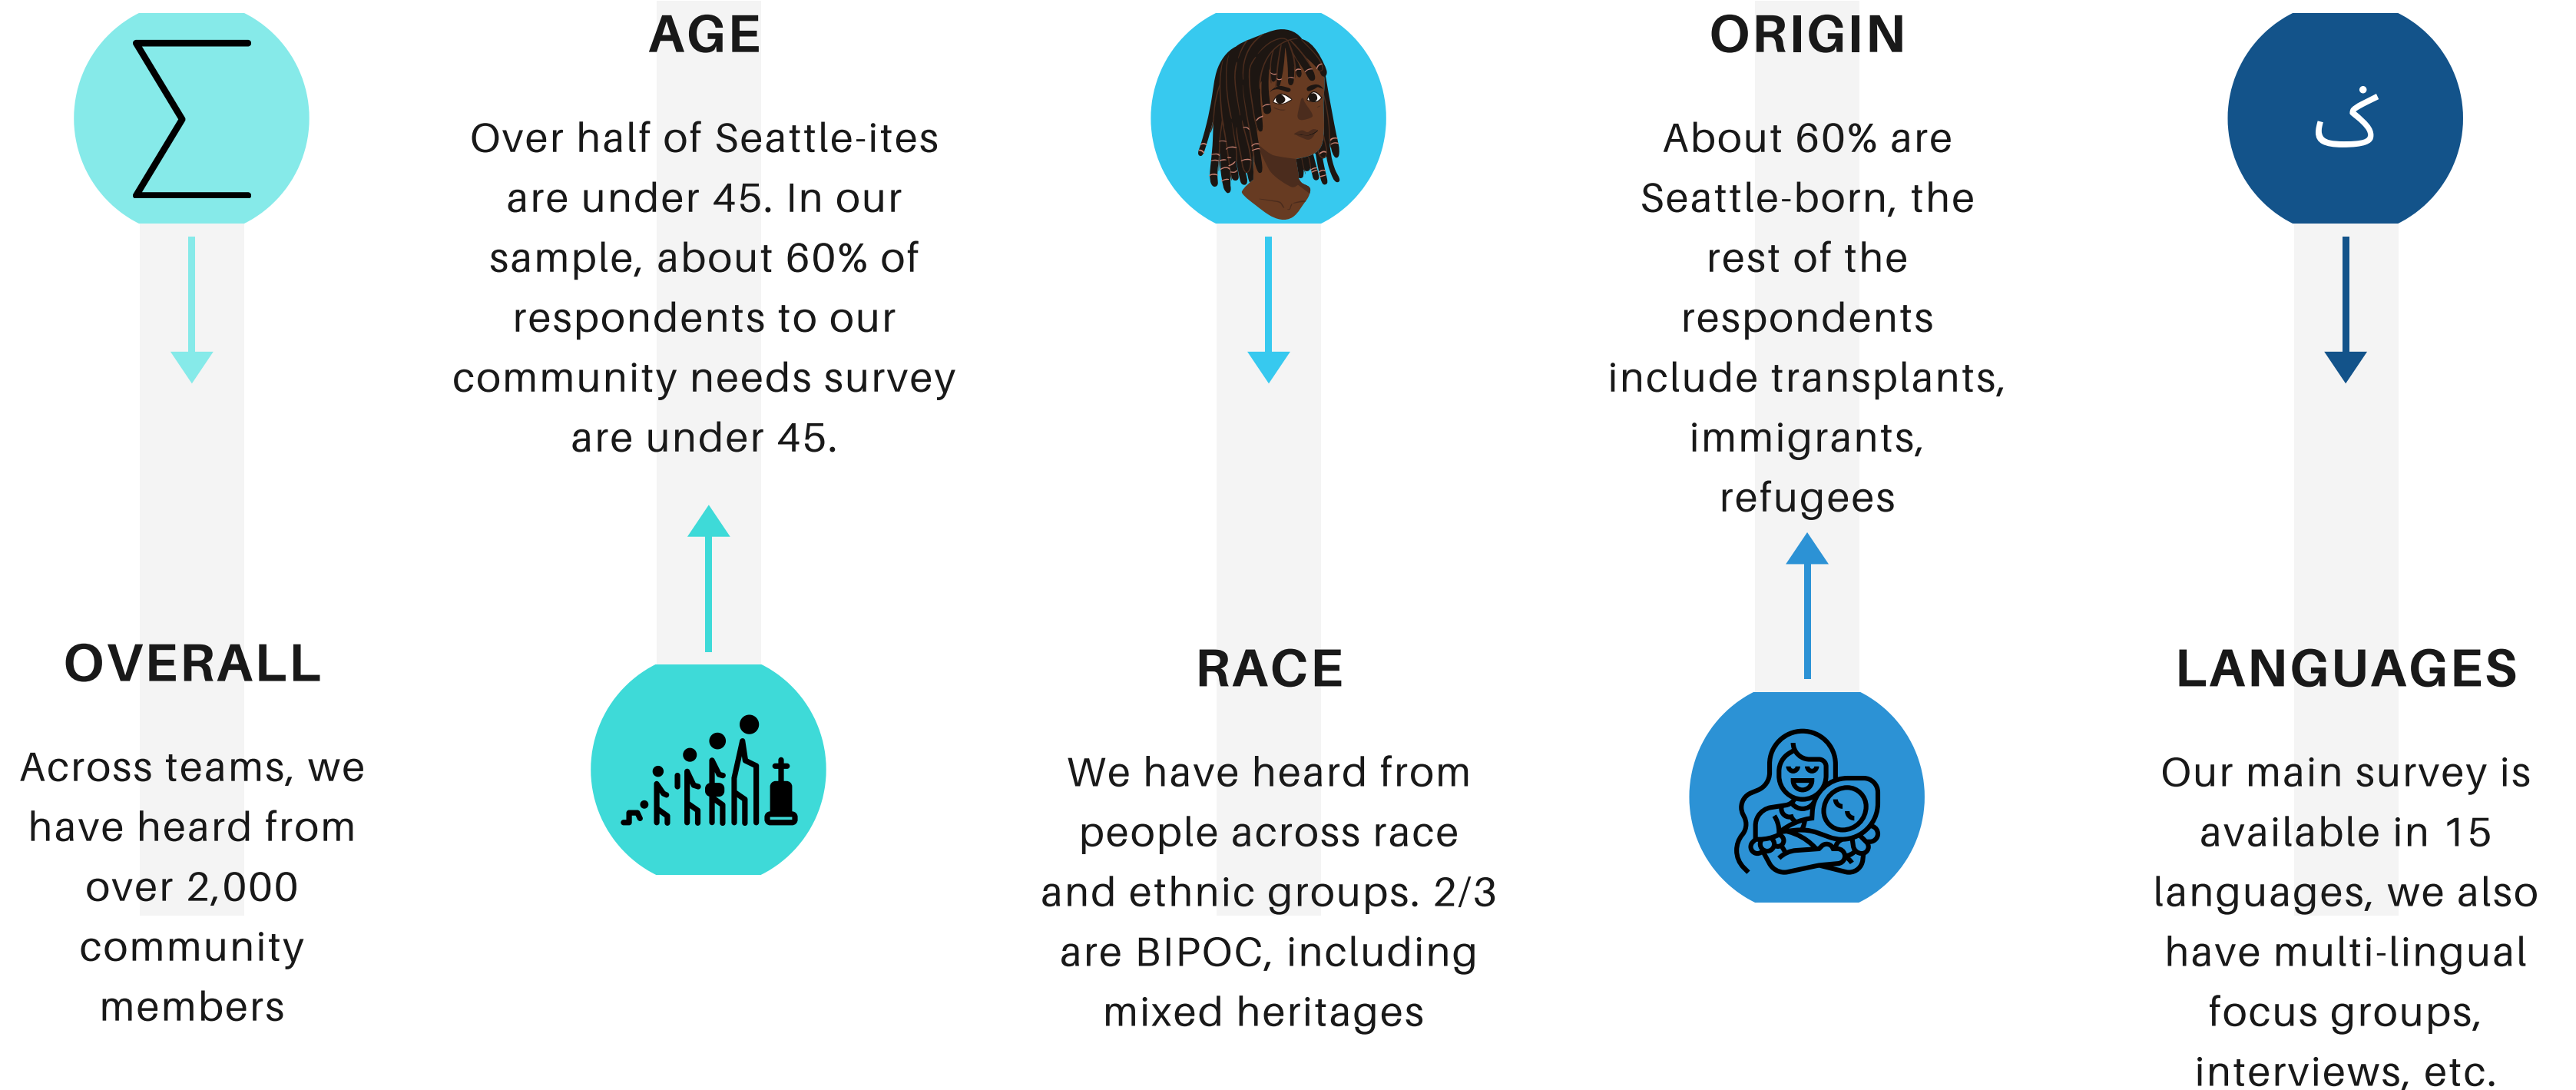 OVERALL
Across teams, we
have heard from
over 2,000
community
members
AGE
Over half of Seattle-ites
are under 45. In our
sample, about 60% of
respondents to our
community needs survey
are under 45.
RACE
We have heard from
people across race
and ethnic groups. 2/3
are BIPOC, including
mixed heritages
ORIGIN
About 60% are
Seattle-born, the
rest of the
respondents
include transplants,
immigrants,
refugees
LANGUAGES
Our main survey is
available in 15
languages, we also
have multi-lingual
focus groups,
interviews, etc.